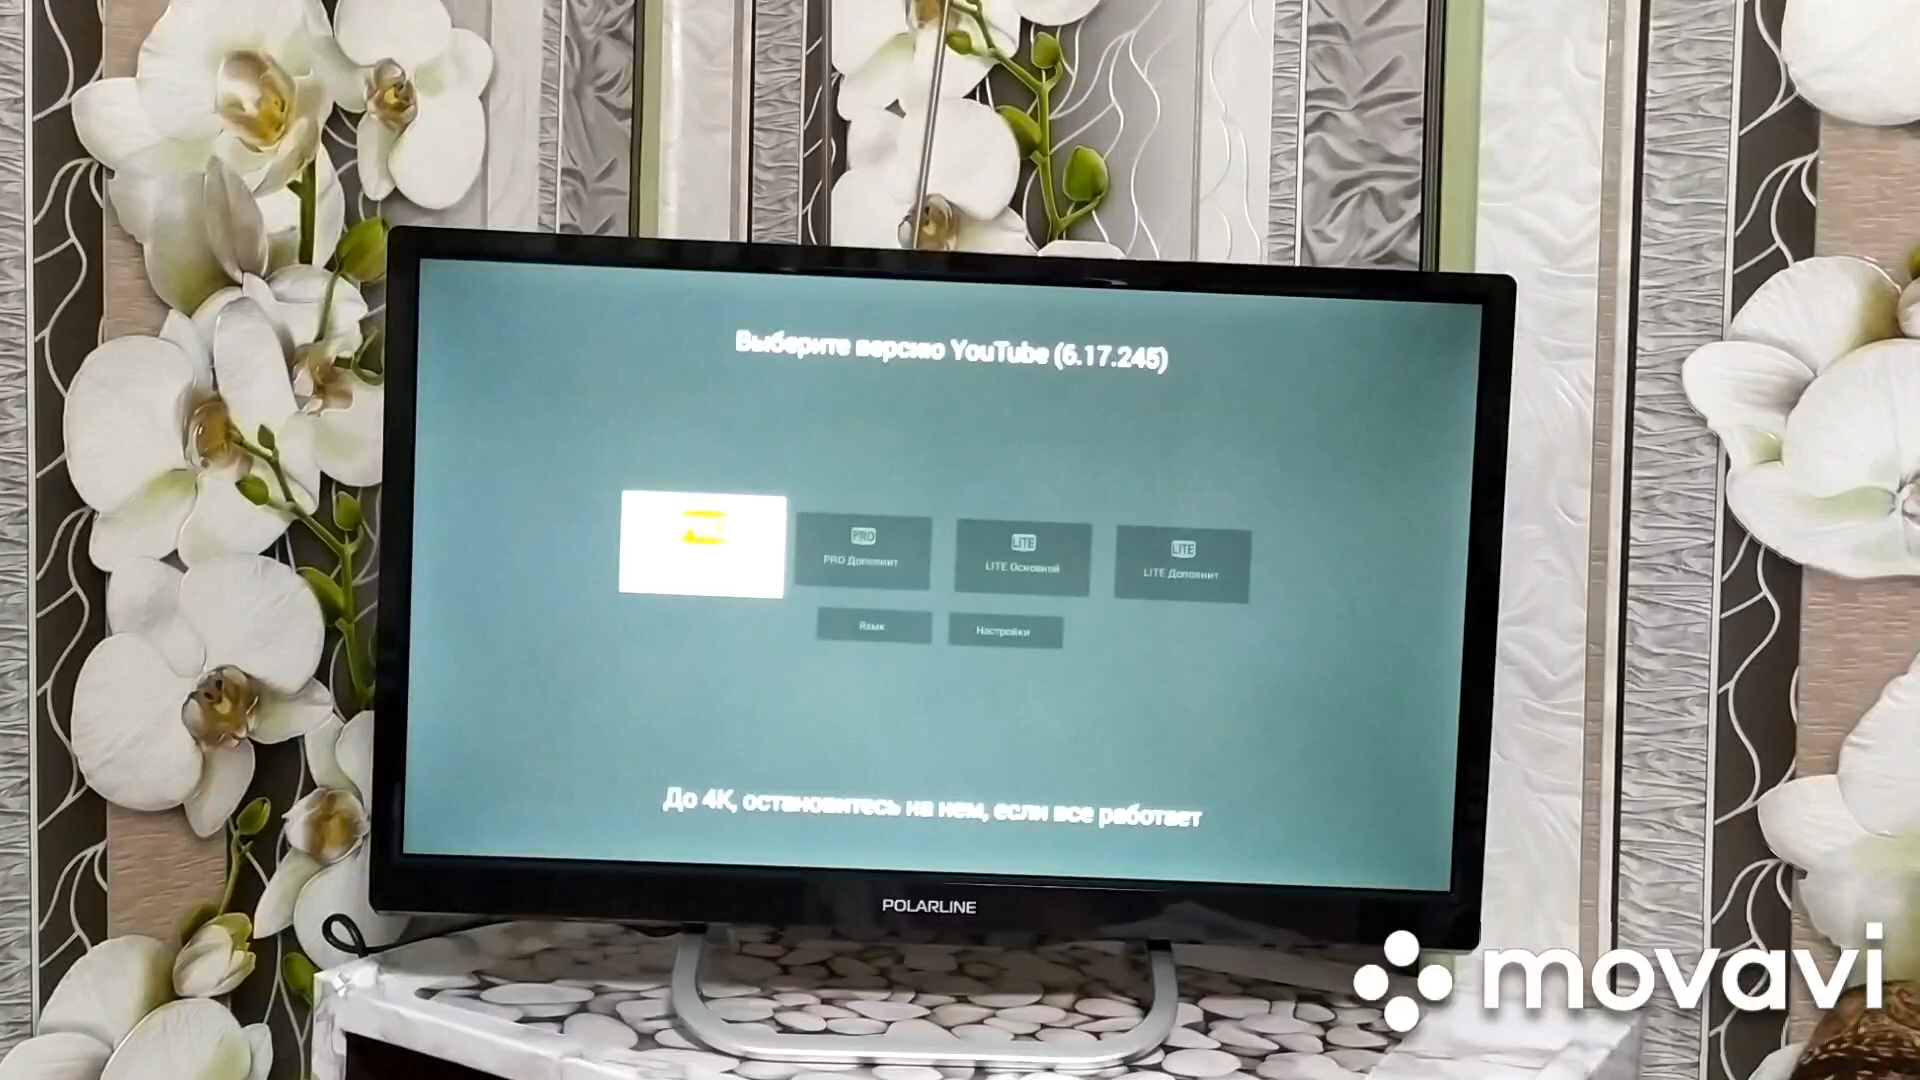 Выберите версию YouTube (6.17.245)
PRO
PRO Дополнит.
LITE
LITE Основной
LITE
LITE Дополнит.
Язык
Настройки
До 4K, остановитесь на нем, если все работает
POLARLINE
movavi